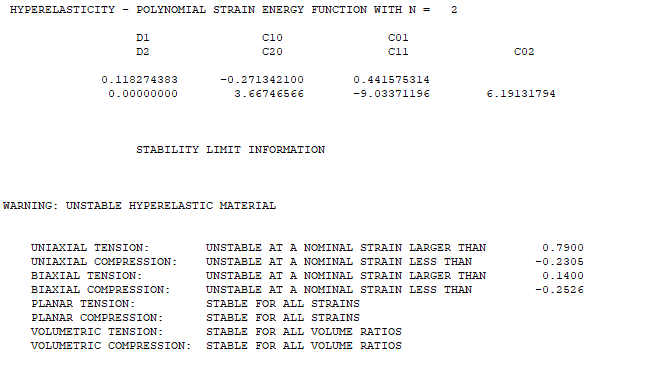 HYPERELASTICITY - POLYNOMIAL STRAIN ENERGY FUNCTION WITH N = 2
D1 C10 C01
D2 C20 C11 C02
0.118274383 -0.271342100 0.441575314
0.00000000 3.66746566 -9.03371196 6.19131794
STABILITY LIMIT INFORMATION
WARNING: UNSTABLE HYPERELASTIC MATERIAL
UNIAXIAL TENSION: UNSTABLE AT A NOMINAL STRAIN LARGER THAN 0.7900
UNIAXIAL COMPRESSION: UNSTABLE AT A NOMINAL STRAIN LESS THAN -0.2305
BIAXIAL TENSION: UNSTABLE AT A NOMINAL STRAIN LARGER THAN 0.1400
BIAXIAL COMPRESSION: UNSTABLE AT A NOMINAL STRAIN LESS THAN -0.2526
PLANAR TENSION: STABLE FOR ALL STRAINS
PLANAR COMPRESSION: STABLE FOR ALL STRAINS
VOLUMETRIC TENSION: STABLE FOR ALL VOLUME RATIOS
VOLUMETRIC COMPRESSION: STABLE FOR ALL VOLUME RATIOS